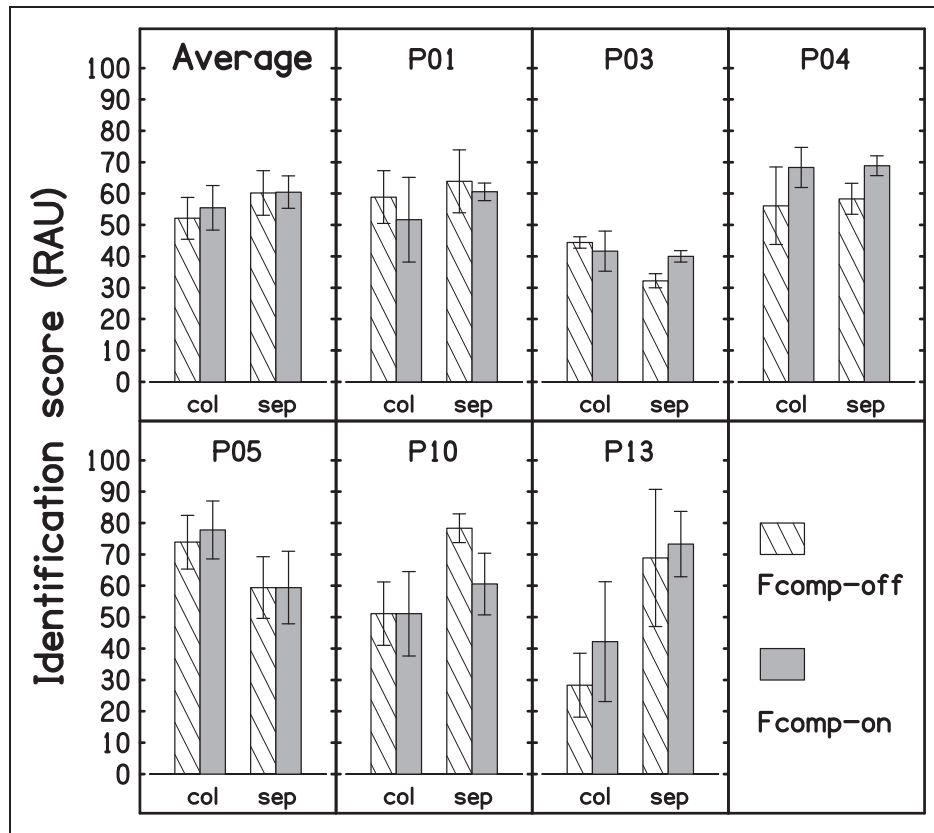 Identification score (RAU)
Average
P01
P03
P04
100
90
80
70
60
50
40
30
20
10
0
col sep
col sep
col sep
col sep
P05
P10
P13
100
90
80
70
60
50
40
30
20
10
0
col sep
col sep
col sep
Fcomp-off
Fcomp-on